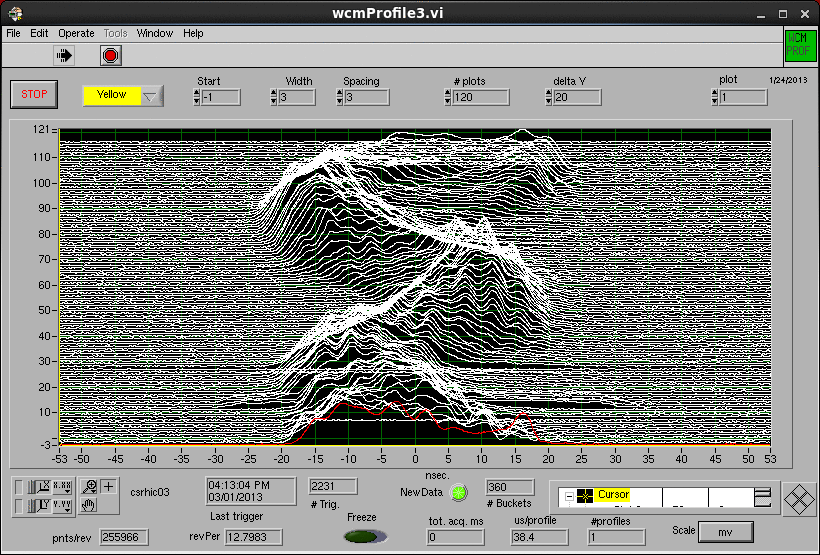 wcmProfile3.vi
File Edit Operate Tools Window Help
WCM
PROF
STOP
Yellow
Start
-1
Width
3
Spacing
3
# plots
120
delta Y
20
plot
1
1/24/2013
121
110
100
90
80
70
60
50
40
30
20
10
-3
-53 -50 -45 -40 -35 -30 -25 -20 -15 -10 -5 0 5 10 15 20 25 30 35 40 45 50 53
nsec.
X X.XX
Y Y.YY
csrhic03
04:13:04 PM
03/01/2013
Last trigger
2231
# Trig.
NewData
360
# Buckets
Cursor
pnts/rev 255966
revPer 12.7983
Freeze
tot. acq. ms
0
us/profile
38.4
#profiles
1
Scale mv